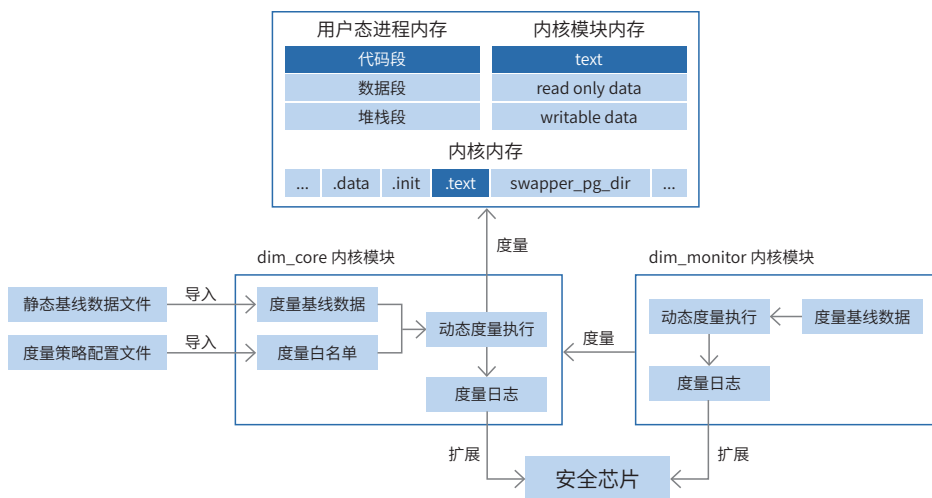 用户态进程内存
代码段
数据段
堆栈段
内核模块内存
text
read only data
writable data
内核内存
... .data .init .text swapper_pg_dir ...
度量
dim_core 内核模块
dim_monitor 内核模块
静态基线数据文件
导入
度量基线数据
度量策略配置文件
导入
度量白名单
动态度量执行
度量日志
度量
动态度量执行
度量基线数据
度量日志
扩展
扩展
安全芯片